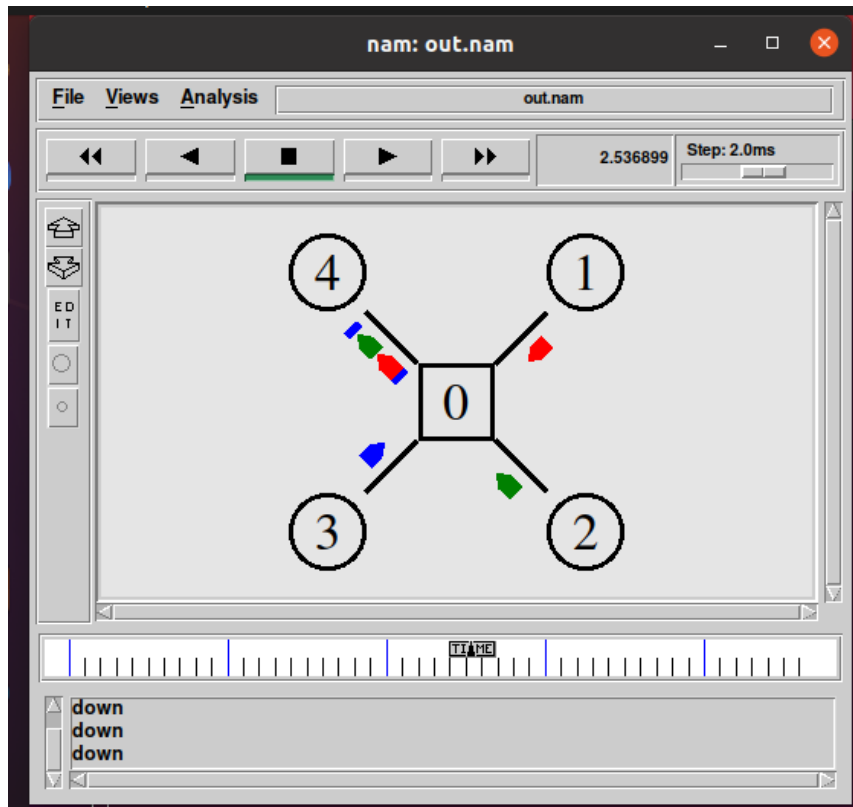 nam: out.nam
File Views Analysis out.nam
2.536899 Step: 2.0ms
ED
IT
4 1
0
3 2
TIME
down
down
down